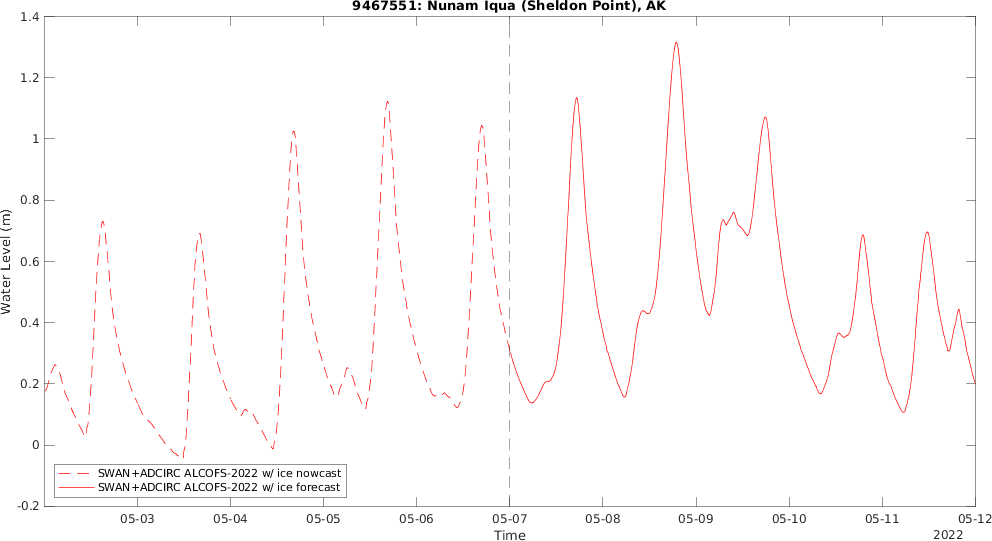 9467551: Nunam Iqua (Sheldon Point), AK
1.4
1.2
1
0.8
0.6
0.4
0.2
0
-0.2
Water Level (m)
SWAN+ADCIRC ALCOFS-2022 w/ ice nowcast
SWAN+ADCIRC ALCOFS-2022 w/ ice forecast
05-03 05-04 05-05 05-06 05-07 05-08 05-09 05-10 05-11 05-12
Time
2022